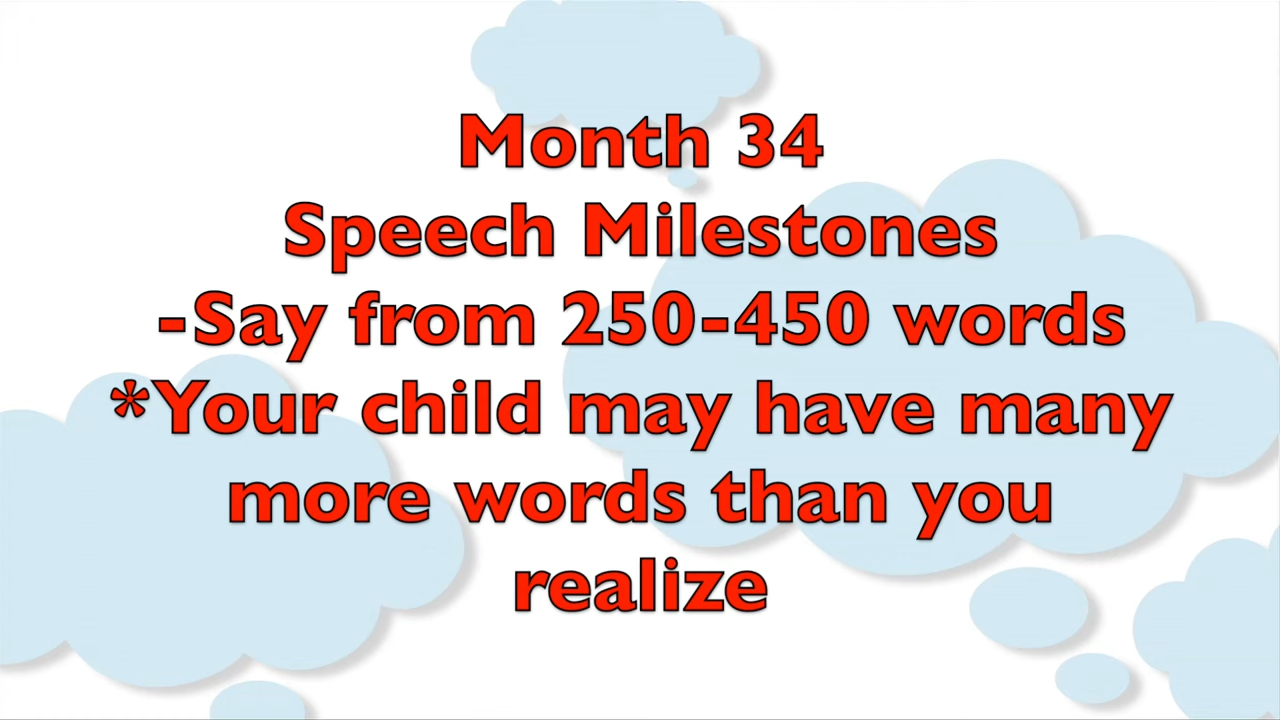 Month 34
Speech Milestones
-Say from 250-450 words
*Your child may have many
more words than you
realize